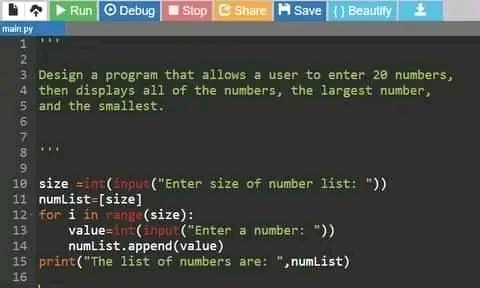 Run Debug Stop Share Save { } Beautify
main.py
1 '''
2
3 Design a program that allows a user to enter 20 numbers,
4 then displays all of the numbers, the largest number,
5 and the smallest.
6
7
8 '''
9
10 size =int(input("Enter size of number list: "))
11 numList=[size]
12 for i in range(size):
13     value=int(input("Enter a number: "))
14     numList.append(value)
15 print("The list of numbers are: ",numList)
16